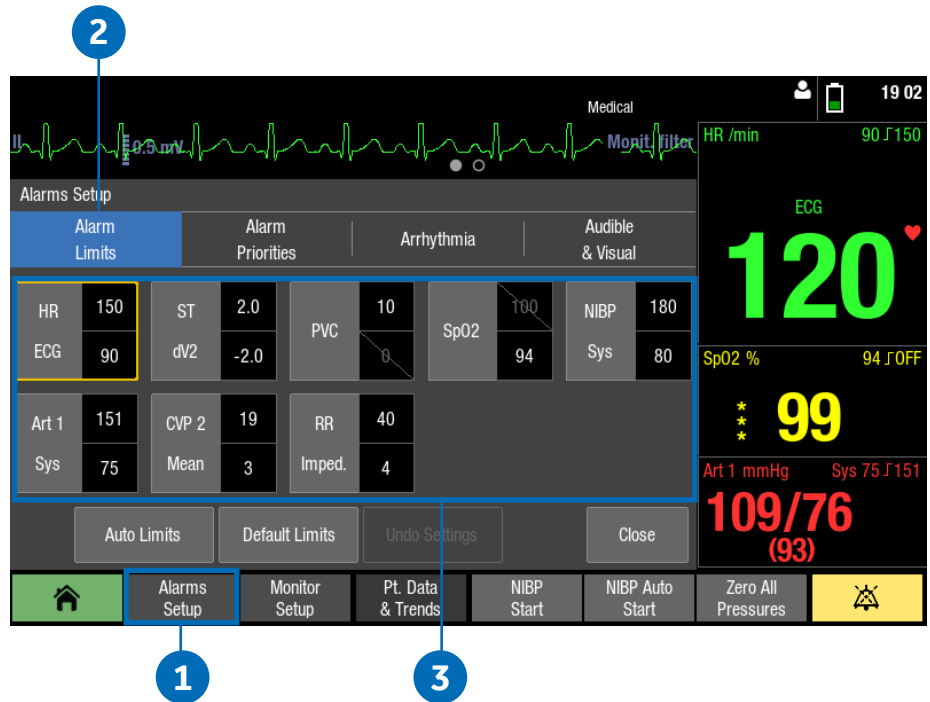 2
Medical
19 02
II
0.5 mV
Monit. filter
HR /min
90 150
Alarms Setup
ECG
120
Alarm
Limits
Alarm
Priorities
Arrhythmia
Audible
& Visual
HR
ECG
150
90
ST
dV2
2.0
-2.0
PVC
10
0
SpO2
100
94
NIBP
Sys
180
80
SpO2 %
94 OFF
***
99
Art 1
Sys
151
75
CVP 2
Mean
19
3
RR
Imped.
40
4
Art 1 mmHg
Sys 75 151
109/76
(93)
Auto Limits
Default Limits
Undo Settings
Close
Alarms
Setup
Monitor
Setup
Pt. Data
& Trends
NIBP
Start
NIBP Auto
Start
Zero All
Pressures
1
3